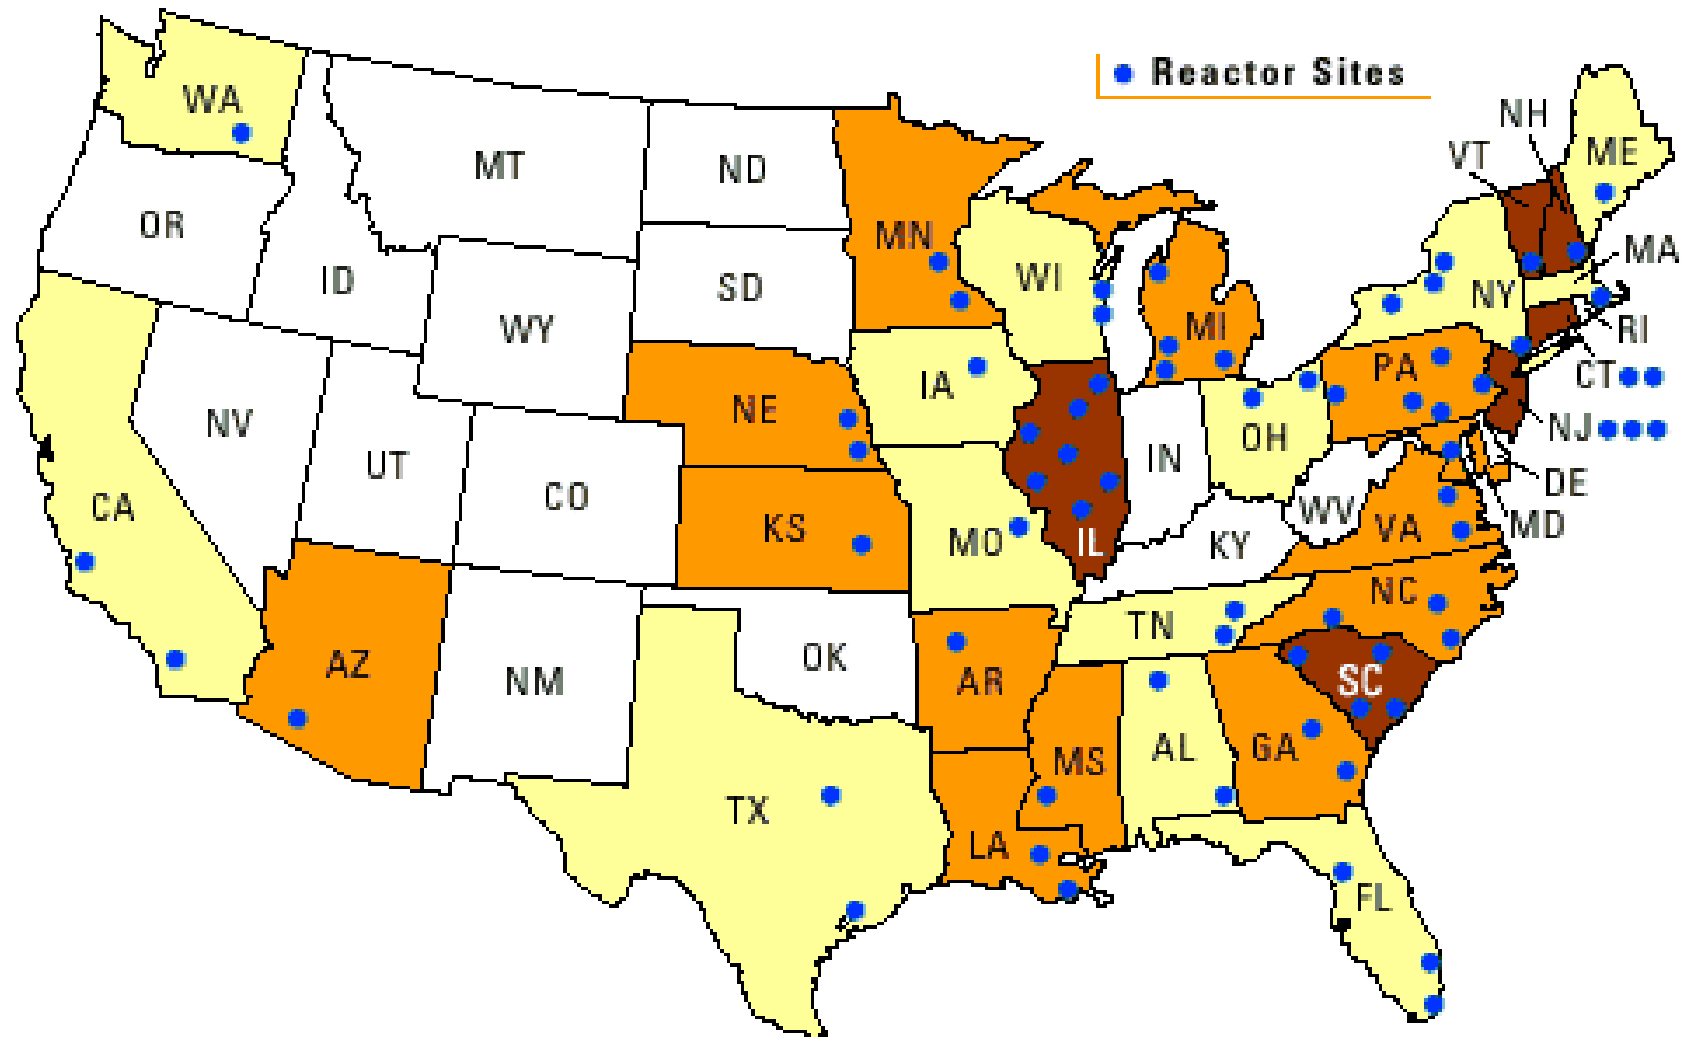 Reactor Sites
NH
VT
ME
WA
MT
ND
OR
MN
MA
ID
SD
WI
NY
WY
MI
RI
IA
PA
CT
NE
NV
NJ
UT
OH
IN
CO
DE
CA
WV
KS
MO
IL
KY
VA
MD
NC
TN
AZ
OK
NM
AR
SC
MS
AL
GA
TX
LA
FL